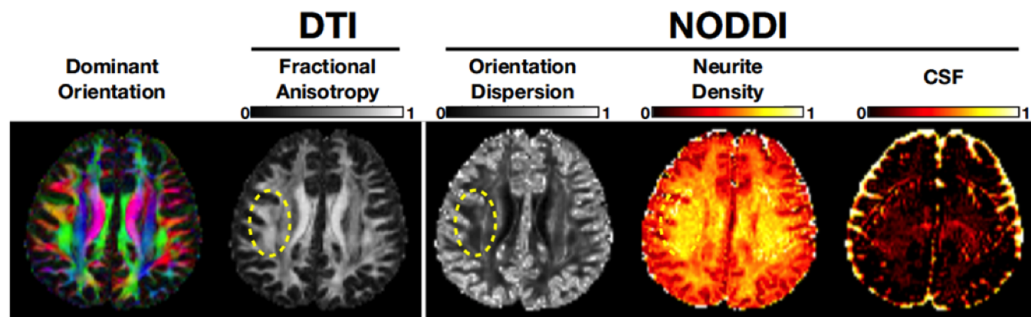 DTI
NODDI
Dominant
Orientation
Fractional
Anisotropy
Orientation
Dispersion
Neurite
Density
CSF
0 1
0 1
0 1
0 1